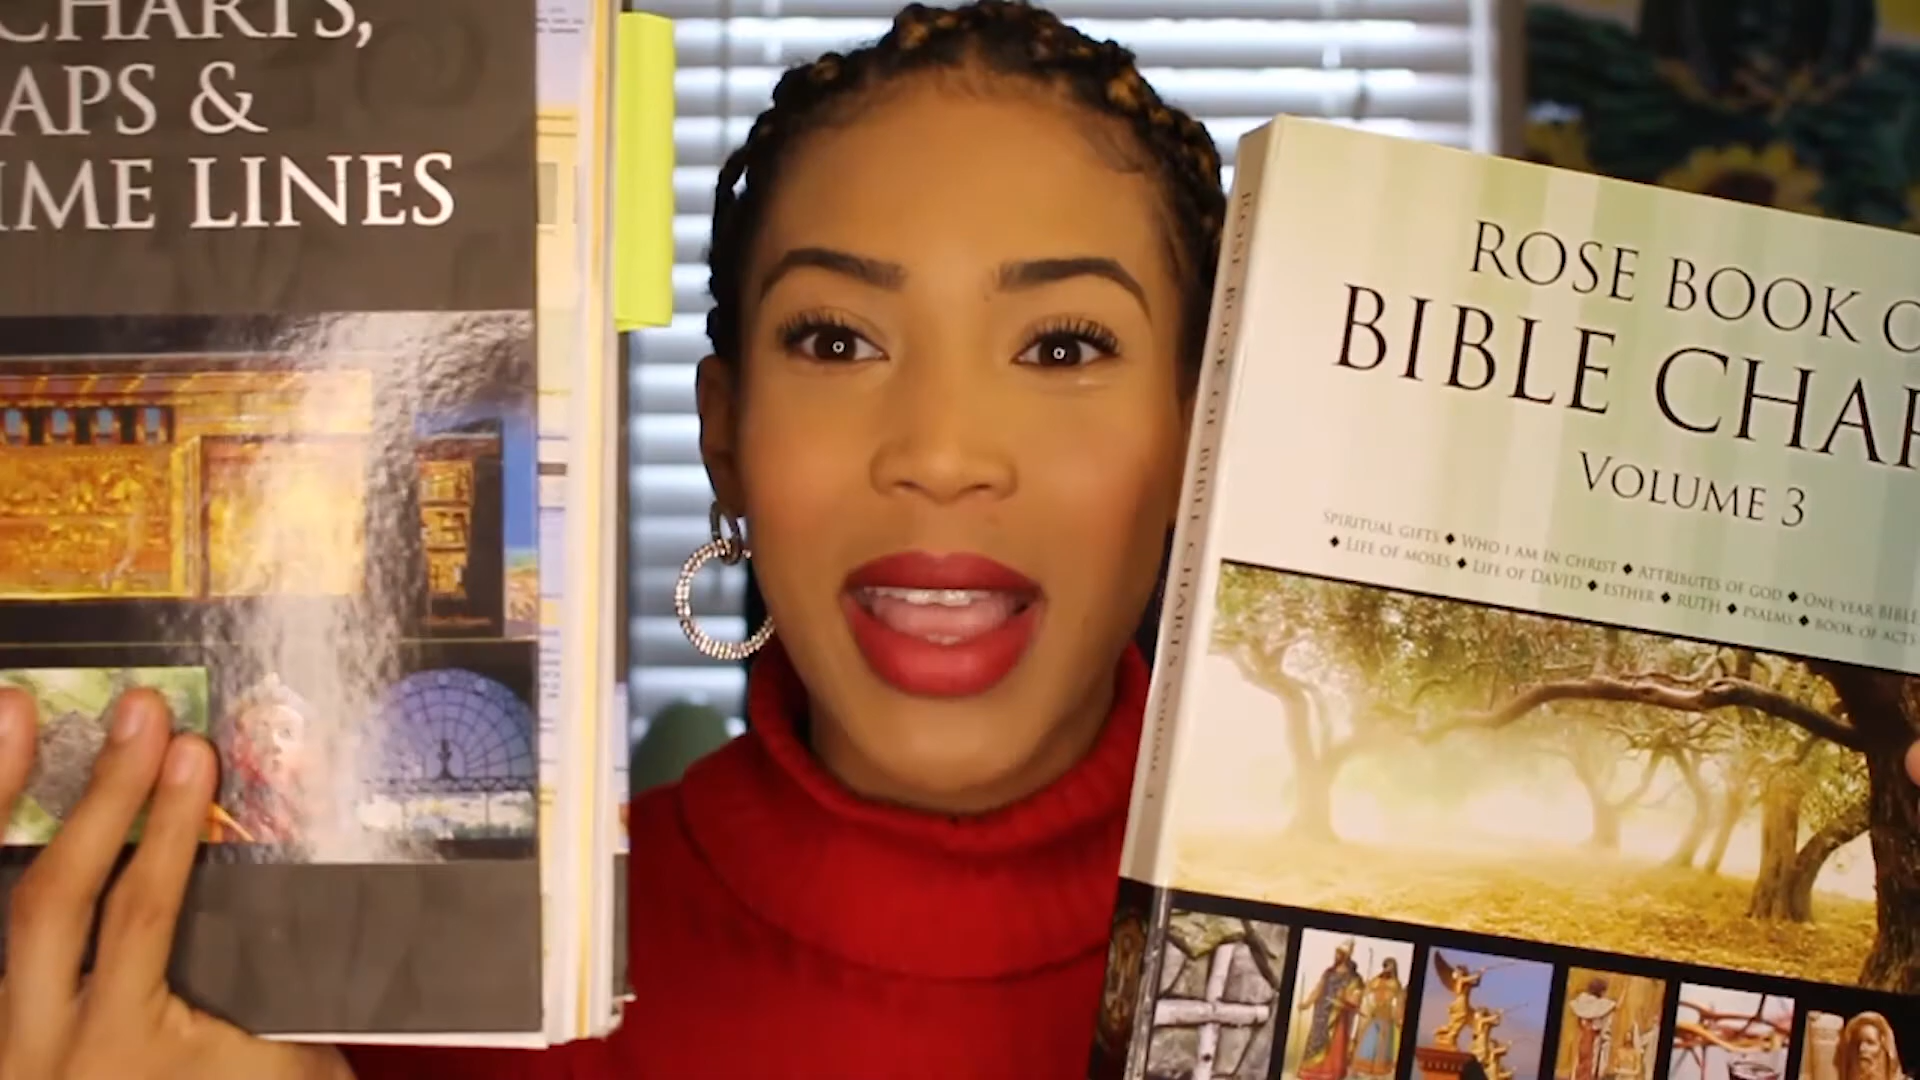 CHARTS,
APS &
IME LINES
ROSE BOOK O
BIBLE CHAR
VOLUME 3
SPIRITUAL GIFTS ◆ WHO I AM IN CHRIST ◆ ATTRIBUTES OF GOD ◆ ONE-YEAR BIBLE
◆ LIFE OF MOSES ◆ LIFE OF DAVID ◆ ESTHER ◆ RUTH ◆ PSALMS ◆ BOOK OF ACTS
ROSE BOOK OF BIBLE CHARTS VOLUME 3